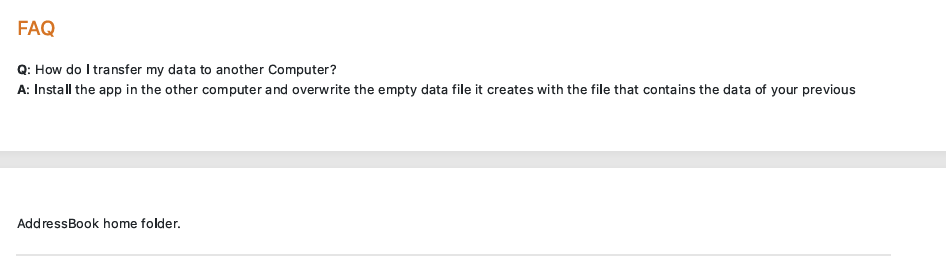 FAQ
Q: How do I transfer my data to another Computer?
A: Install the app in the other computer and overwrite the empty data file it creates with the file that contains the data of your previous
AddressBook home folder.